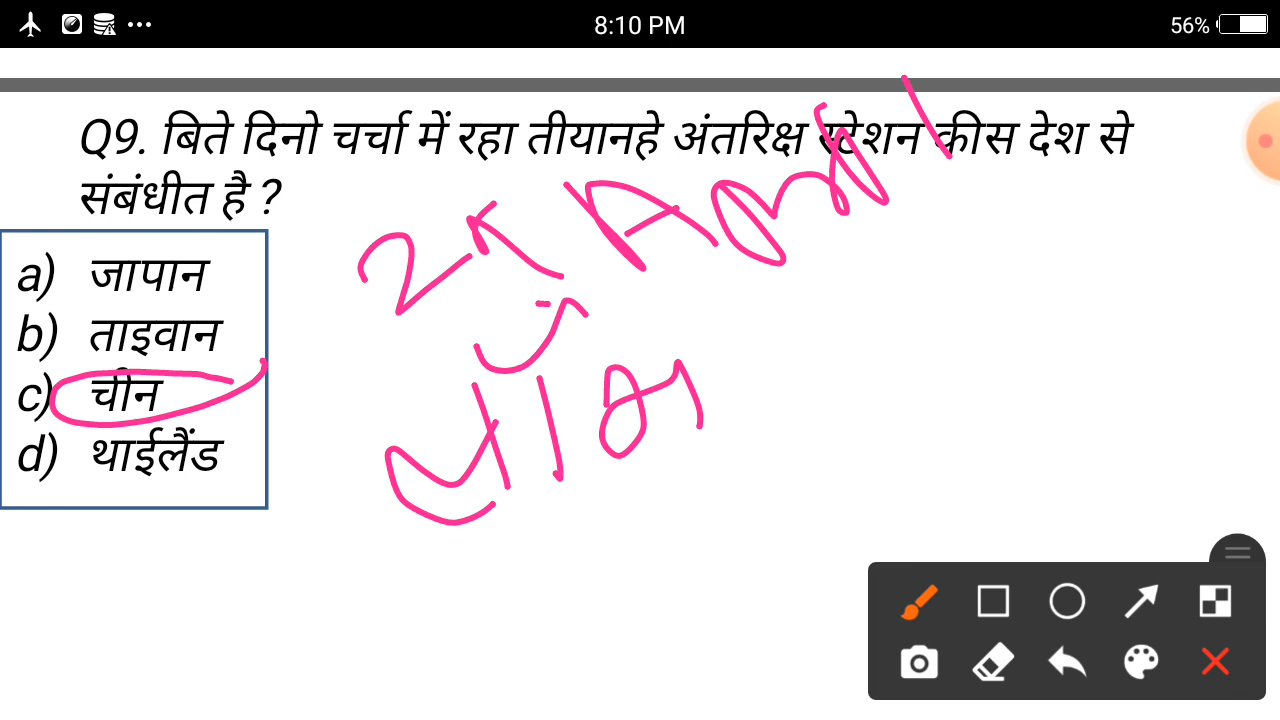 8:10 PM 56%
Q9. बिते दिनो चर्चा में रहा तीयानहे अंतरिक्ष स्टेशन कीस देश से
संबंधीत है ?
a) जापान
b) ताइवान
c) चीन
d) थाईलैंड